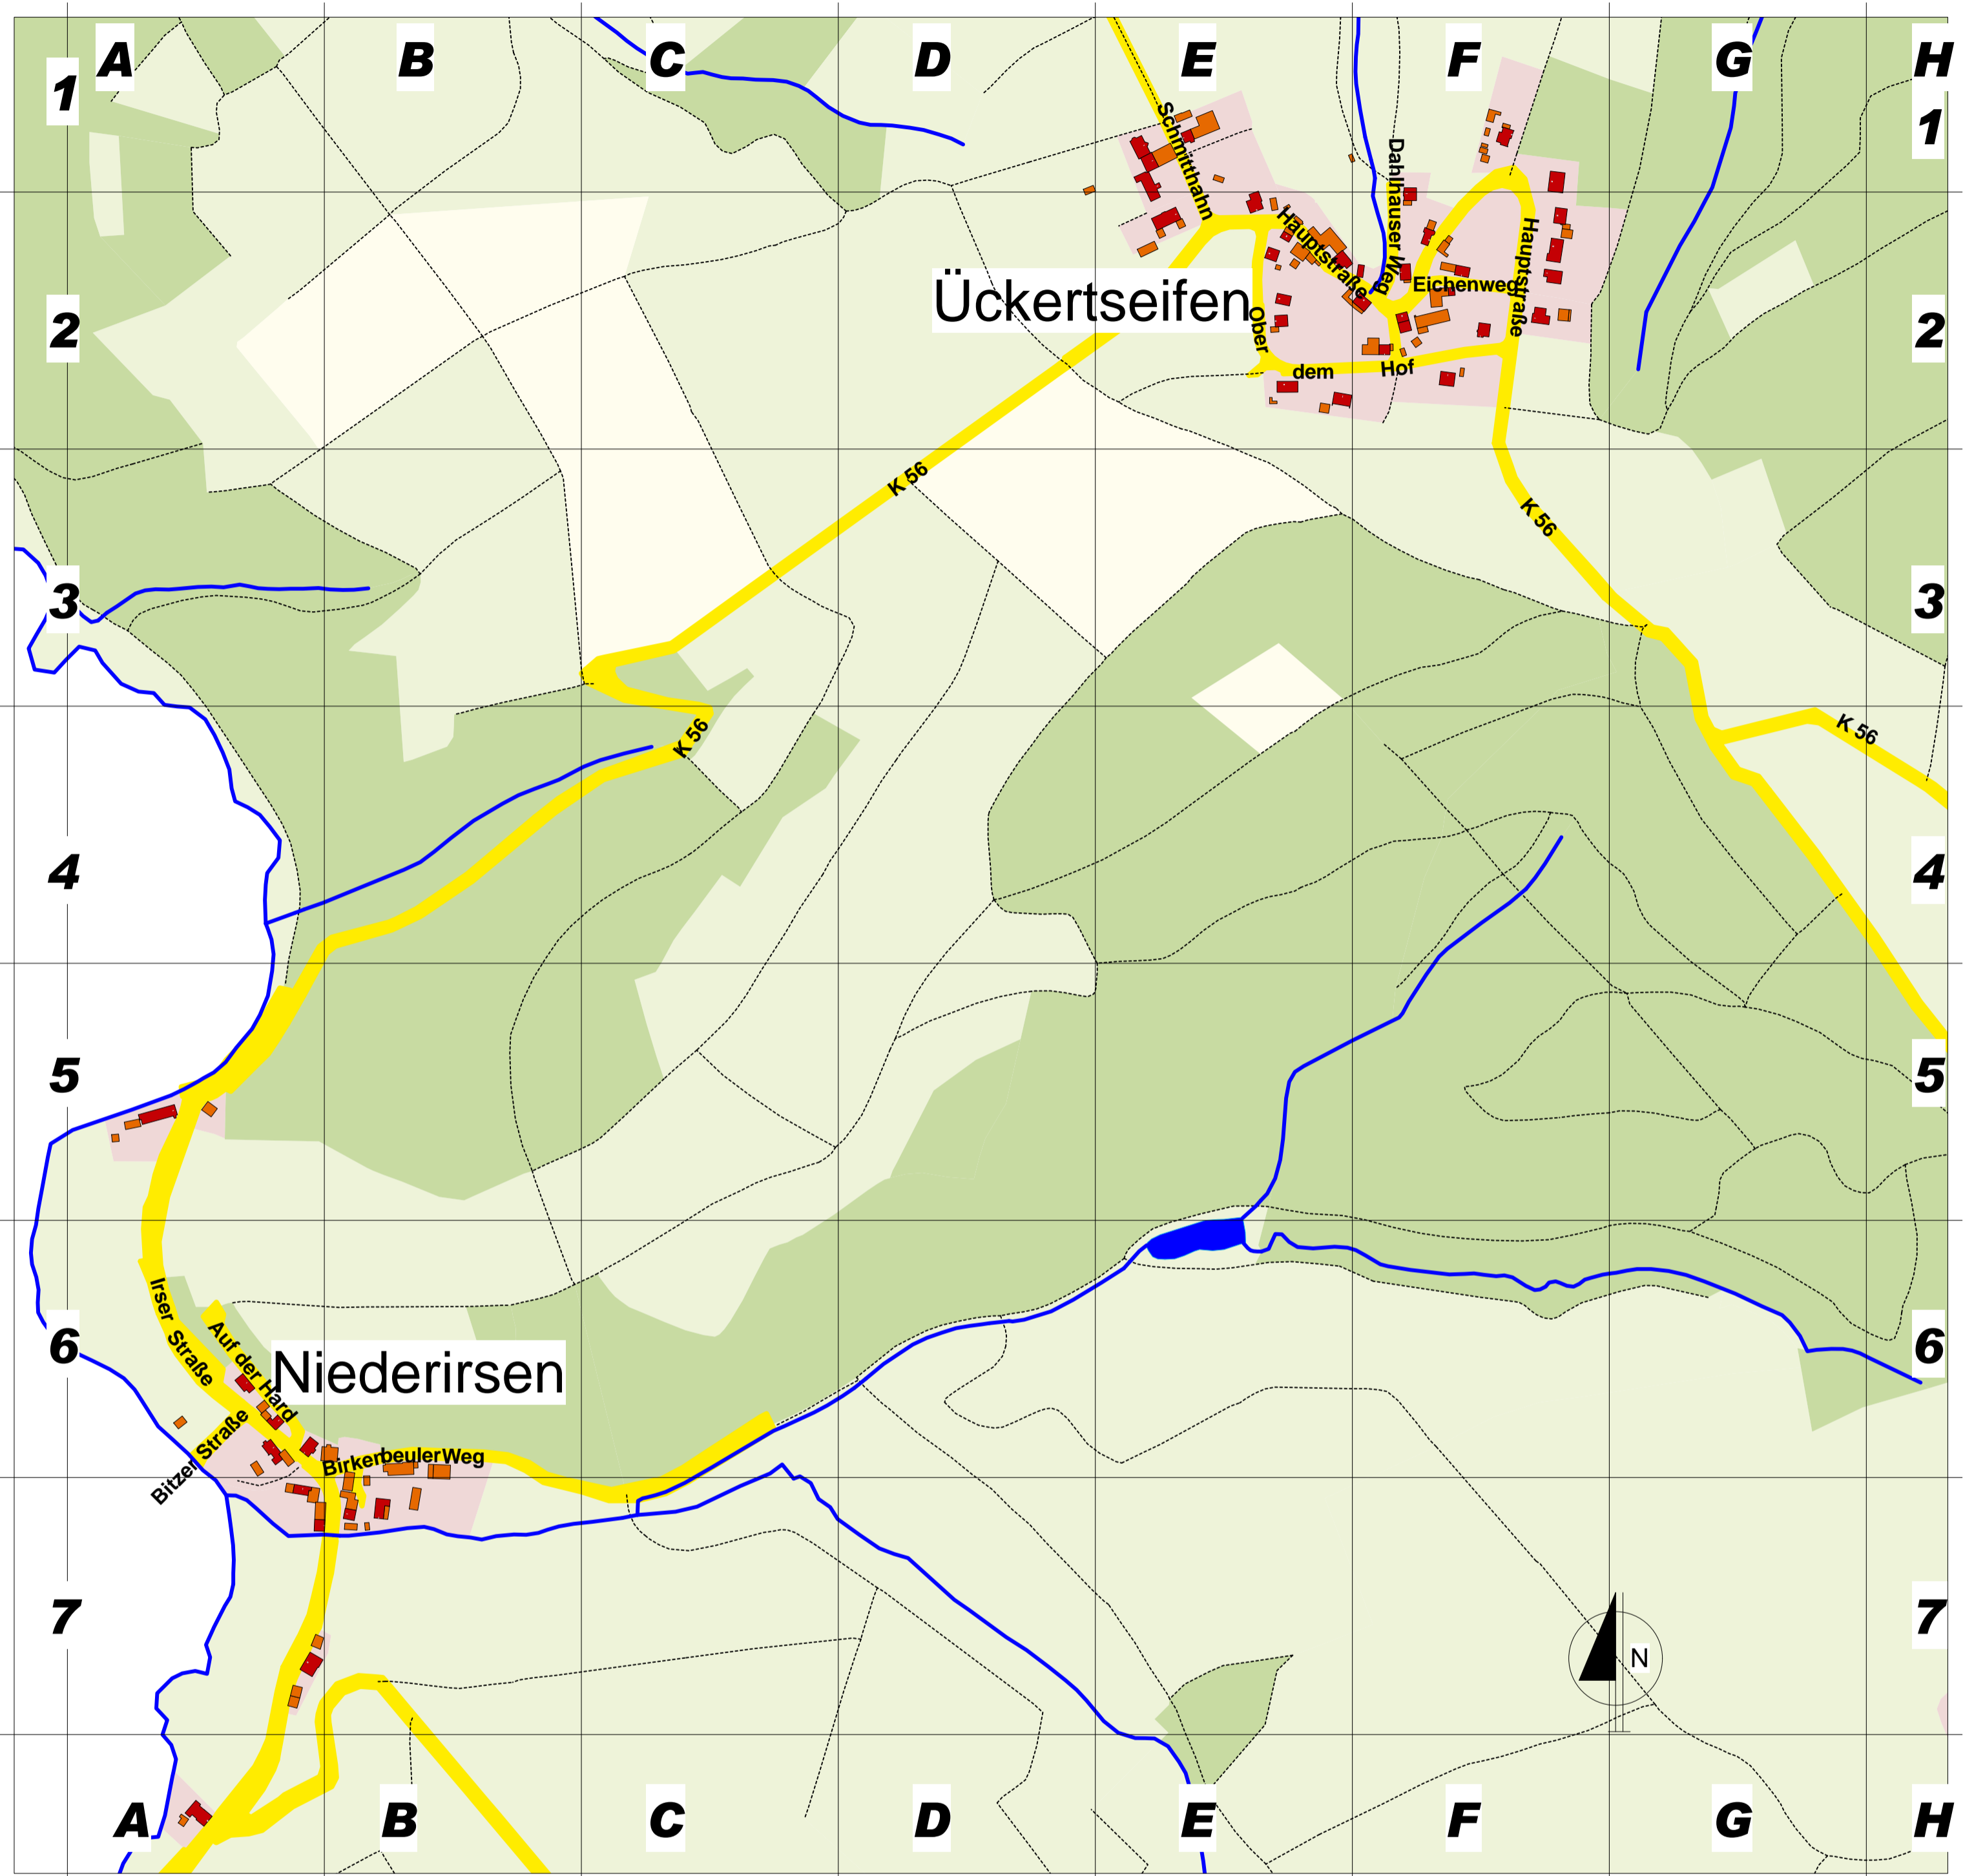 A B C D E F G H
1 1
Schmitthahn
Dahlhauser Weg
Hauptstraße
Hauptstraße
Eichenweg
Ückertseifen
2 2
Ober dem Hof
K 56
K 56
3 3
K 56
K 56
4 4
5 5
Irser Straße
Auf der Hard
6 6
Niederirsen
Bitzer Straße
Birkenbeuler Weg
7 7
N
A B C D E F G H